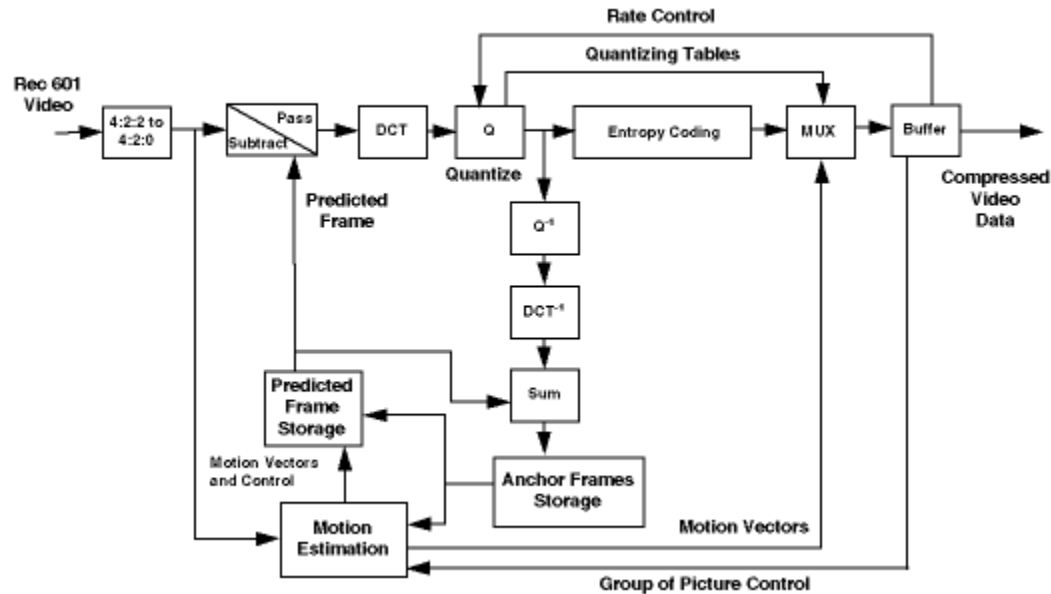 Rate Control
Quantizing Tables
Rec 601
Video
4:2:2 to
4:2:0
Pass
Subtract
DCT
Q
Entropy Coding
MUX
Buffer
Quantize
Compressed
Video
Data
Predicted
Frame
Q⁻¹
DCT⁻¹
Sum
Predicted
Frame
Storage
Motion Vectors
and Control
Anchor Frames
Storage
Motion
Estimation
Motion Vectors
Group of Picture Control